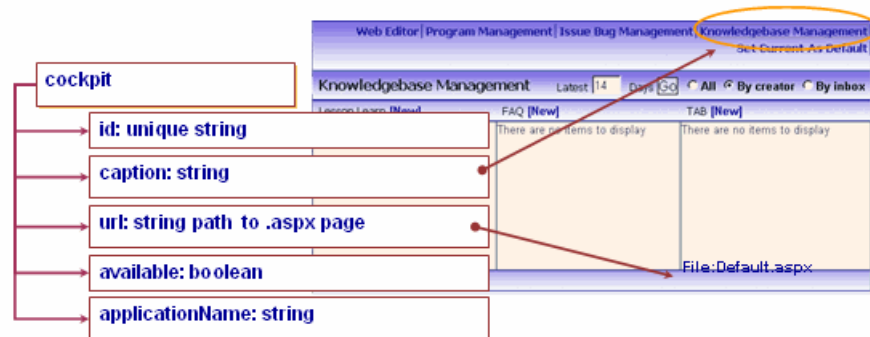 Web Editor|Program Management|Issue Bug Management|Knowledgebase Management
Set Current As Default
cockpit
Knowledgebase Management Latest 14 Days Go All By creator By inbox
Lesson Learn [New] FAQ [New] TAB [New]
id: unique string
There are no items to display There are no items to display
caption: string
url: string path to .aspx page
available: boolean
File:Default.aspx
applicationName: string